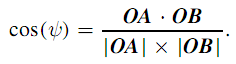 cos(ψ) = OA · OB / |OA| × |OB|.